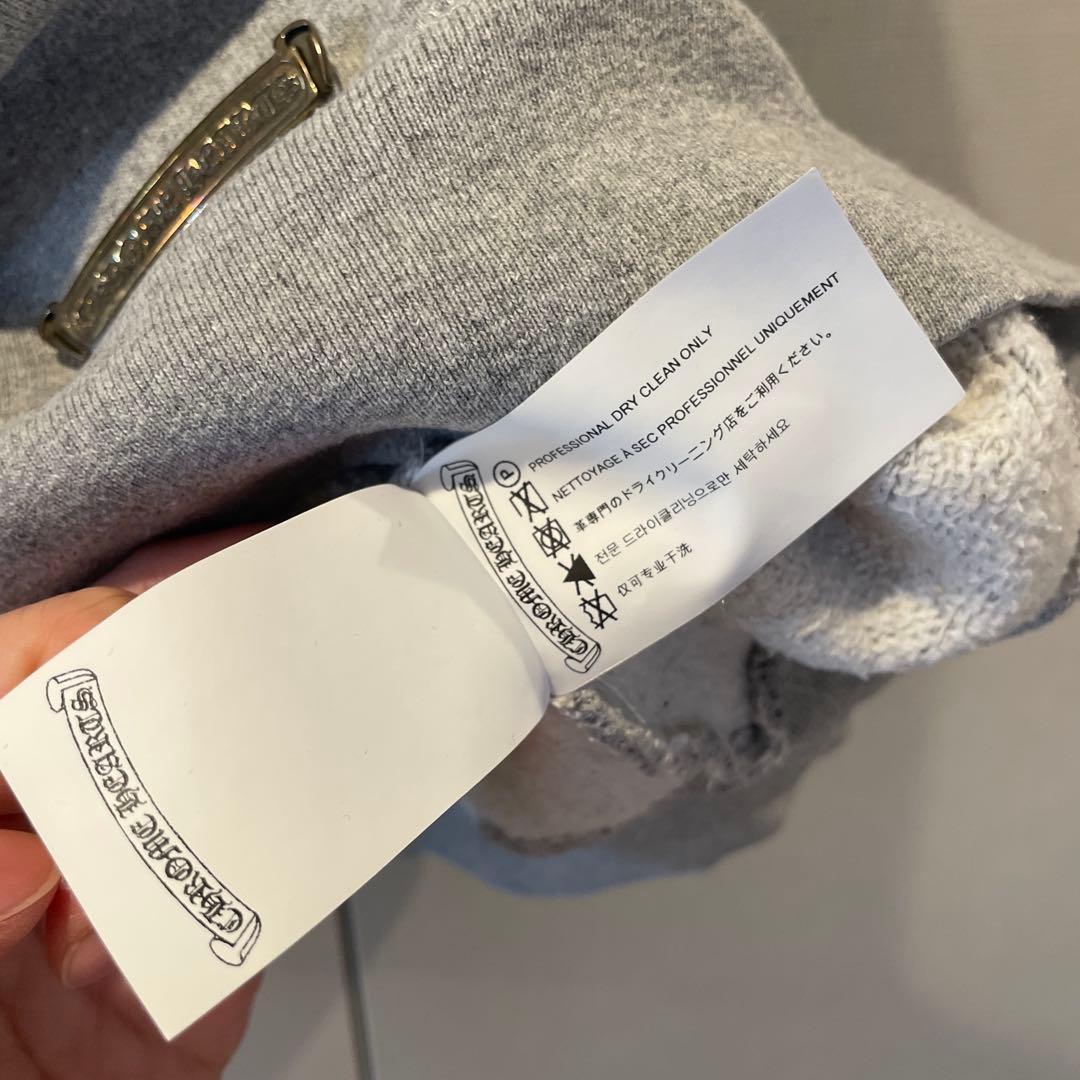 PROFESSIONAL DRY CLEAN ONLY
NETTOYAGE À SEC PROFESSIONNEL UNIQUEMENT
革専門のドライクリーニング店をご利用ください。
전문 드라이클리닝으로만 세탁하세요
仅可专业干洗
P
CHROME HEARTS
CHROME HEARTS